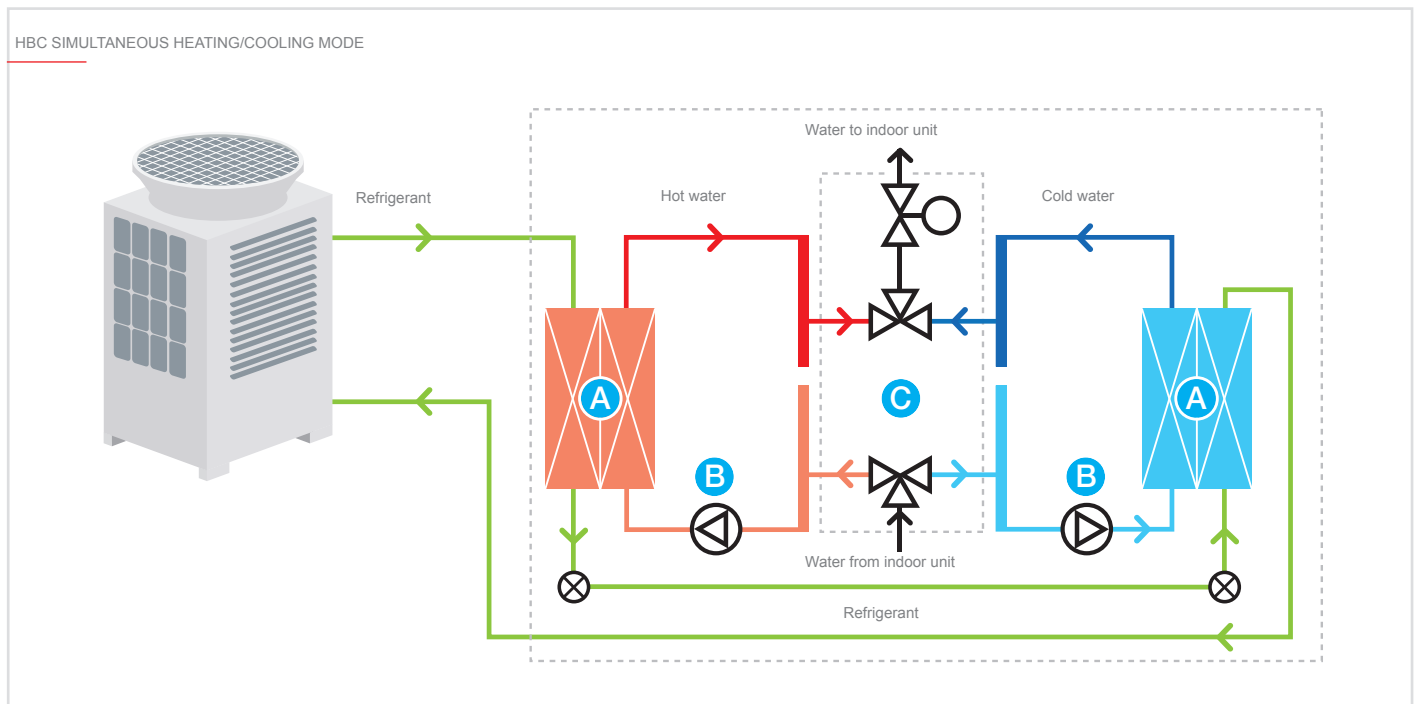 HBC SIMULTANEOUS HEATING/COOLING MODE
Water to indoor unit
Refrigerant
Hot water
Cold water
A
C
A
B
B
Water from indoor unit
Refrigerant